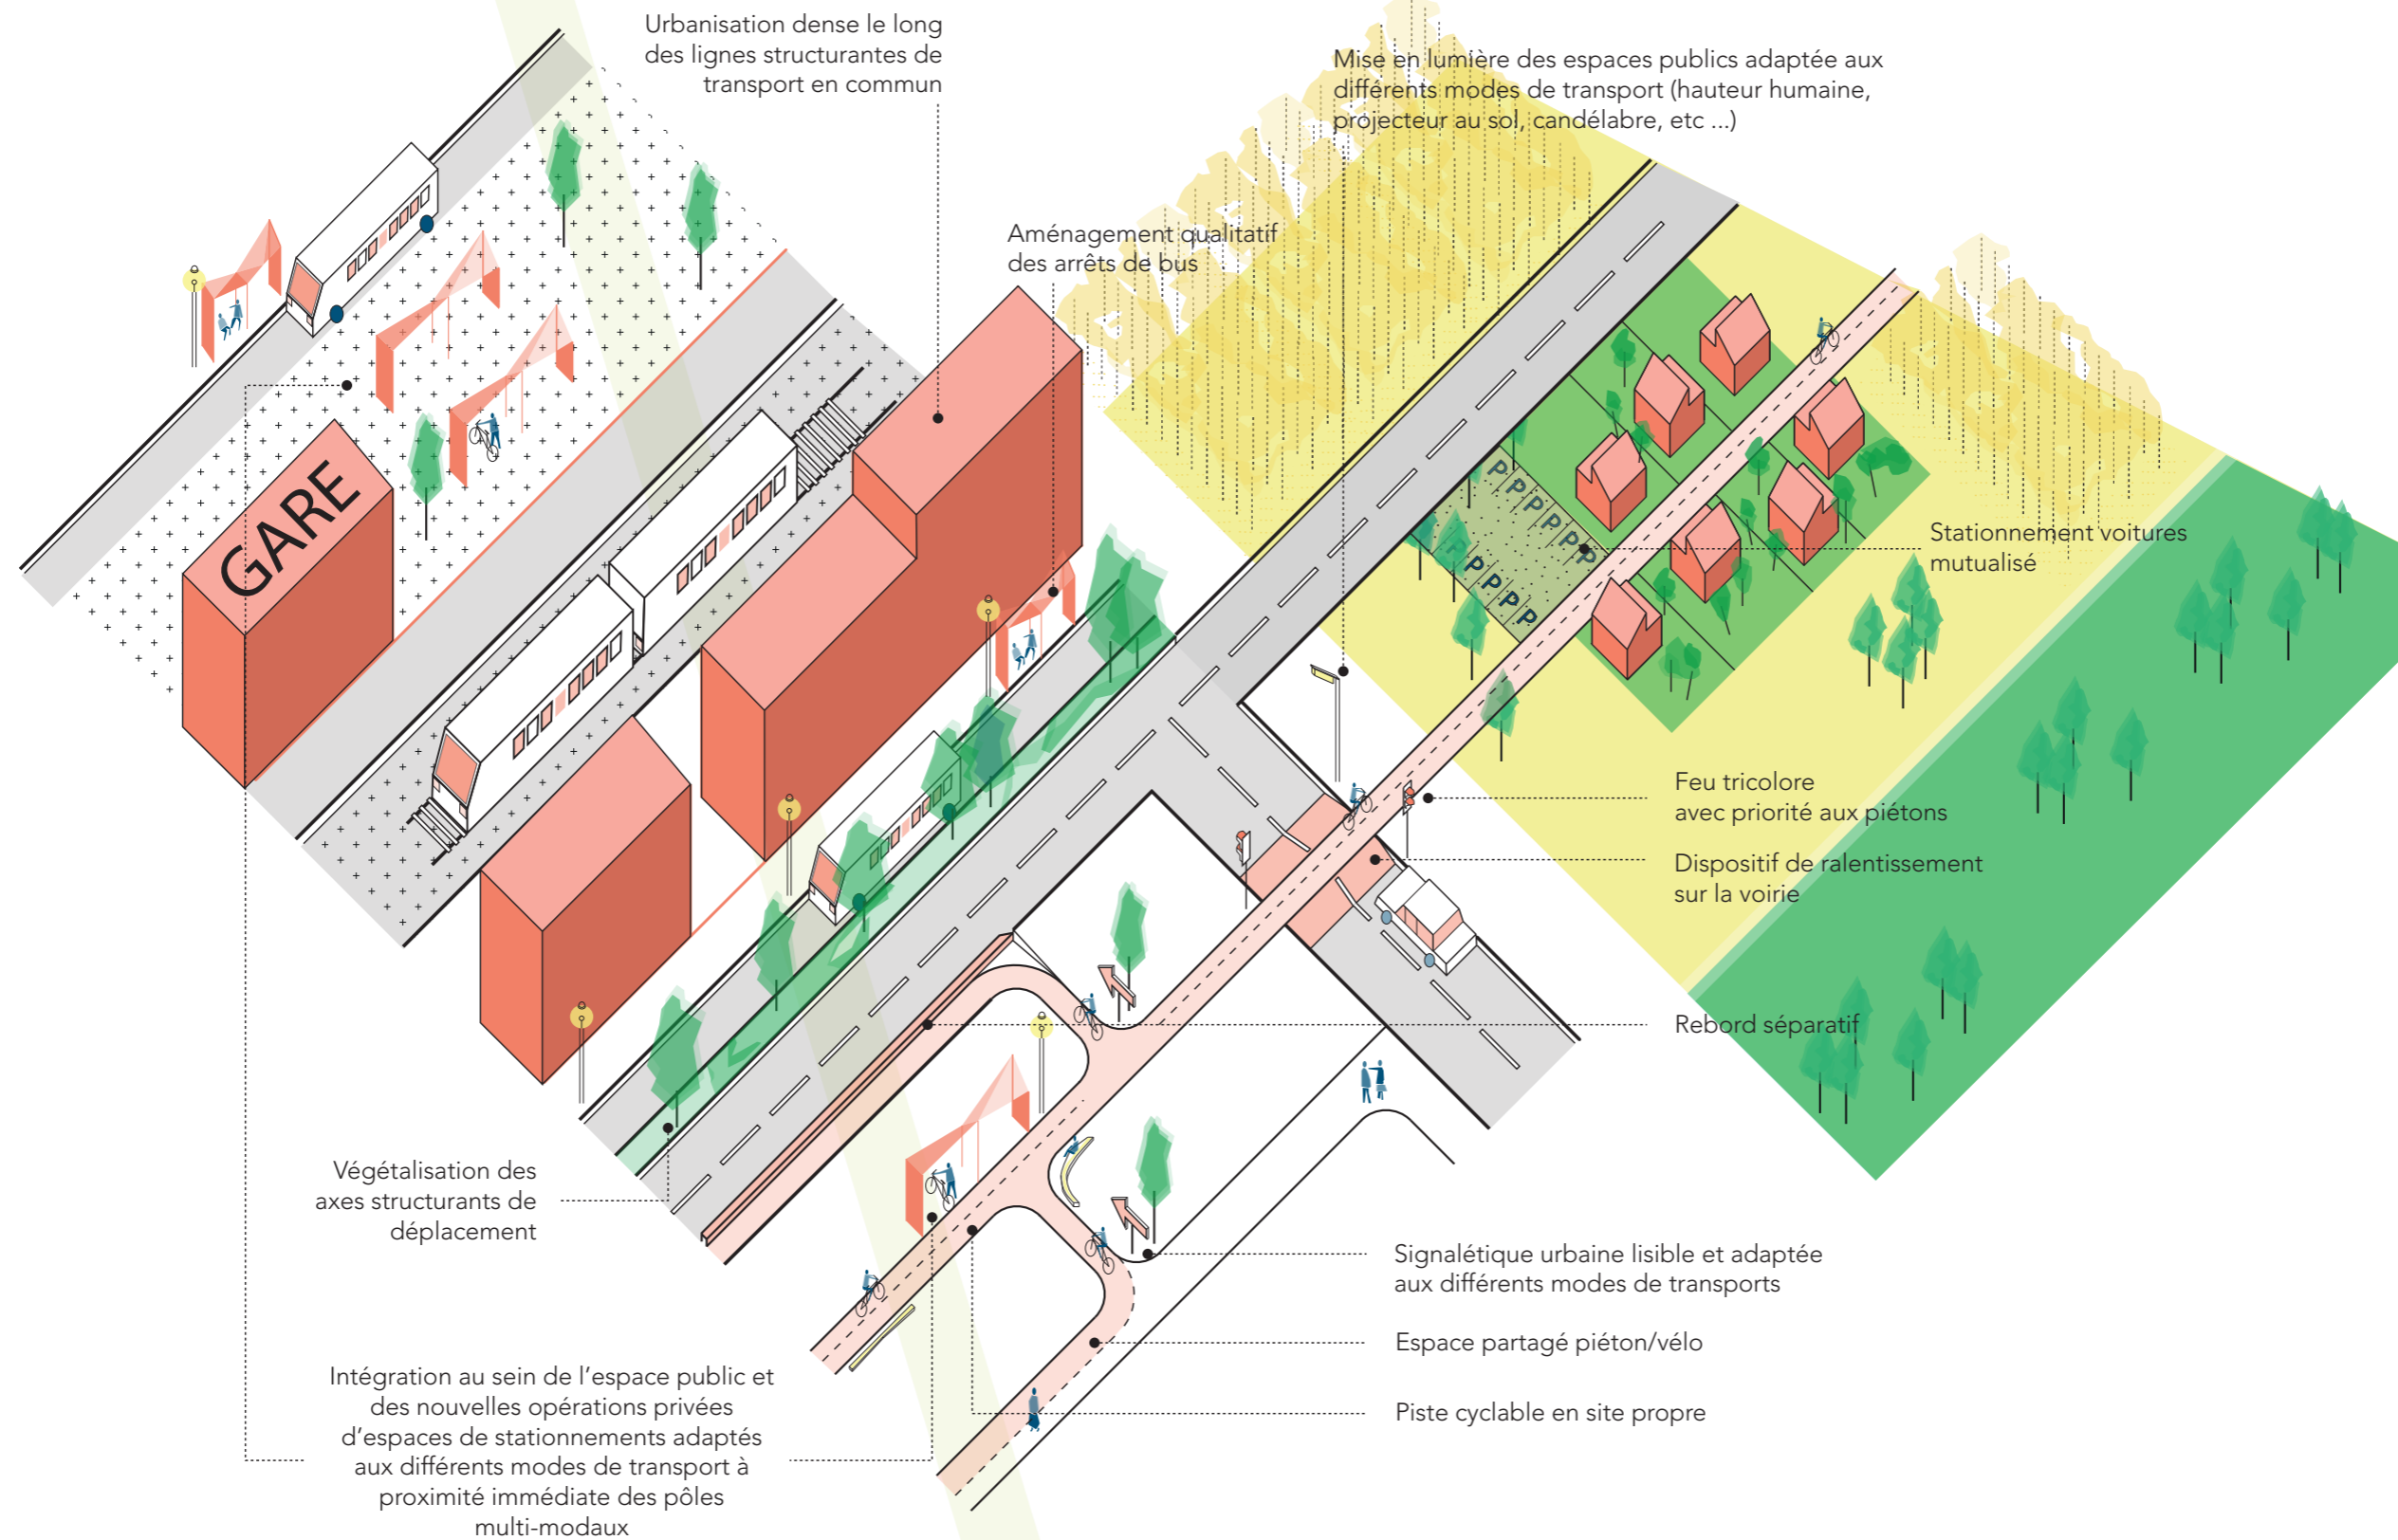 Urbanisation dense le long
des lignes structurantes de
transport en commun
Mise en lumière des espaces publics adaptée aux
différents modes de transport (hauteur humaine,
projecteur au sol, candélabre, etc ...)
Aménagement qualitatif
des arrêts de bus
GARE
P P P P P P
P P P P P
Stationnement voitures
mutualisé
Feu tricolore
avec priorité aux piétons
Dispositif de ralentissement
sur la voirie
Rebord séparatif
Végétalisation des
axes structurants de
déplacement
Signalétique urbaine lisible et adaptée
aux différents modes de transports
Espace partagé piéton/vélo
Piste cyclable en site propre
Intégration au sein de l'espace public et
des nouvelles opérations privées
d'espaces de stationnements adaptés
aux différents modes de transport à
proximité immédiate des pôles
multi-modaux